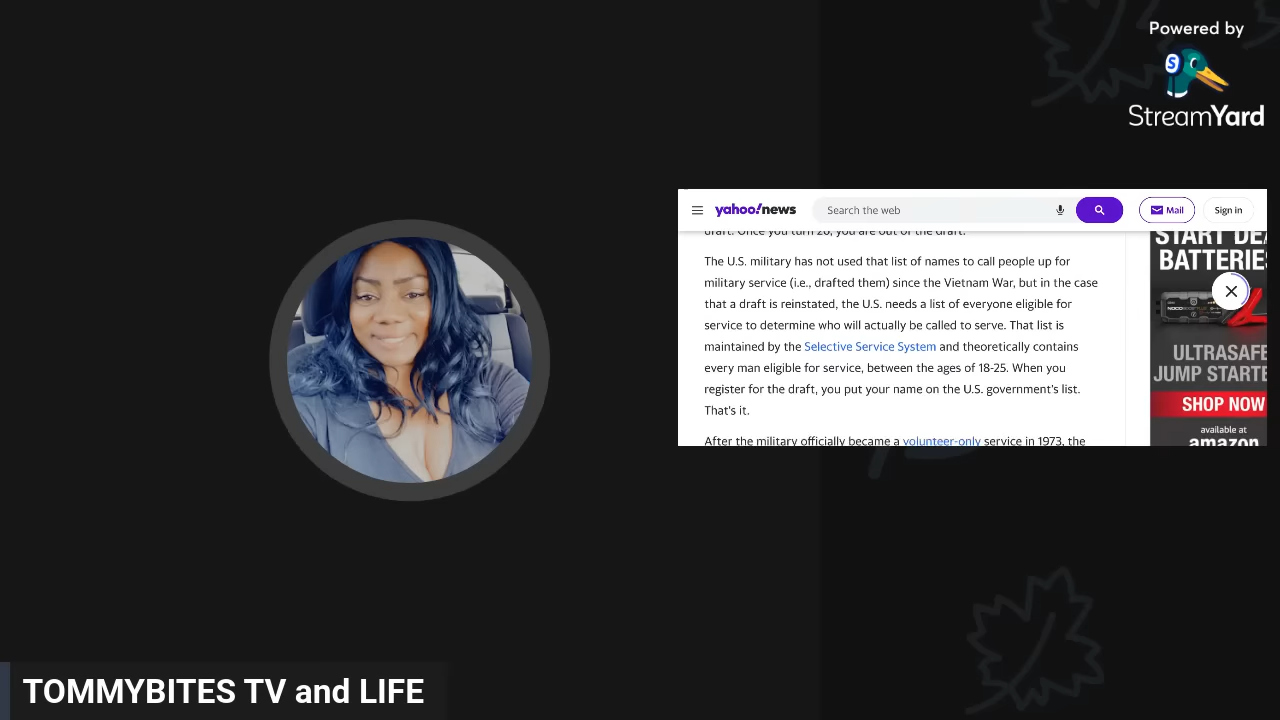 Powered by
S
StreamYard
yahoo!news
Search the web
Mail
Sign in
draft. Once you turn 26, you are out of the draft.
The U.S. military has not used that list of names to call people up for
military service (i.e., drafted them) since the Vietnam War, but in the case
that a draft is reinstated, the U.S. needs a list of everyone eligible for
service to determine who will actually be called to serve. That list is
maintained by the Selective Service System and theoretically contains
every man eligible for service, between the ages of 18-25. When you
register for the draft, you put your name on the U.S. government's list.
That's it.
After the military officially became a volunteer-only service in 1973, the
START DEA
BATTERIES
ULTRASAFE
JUMP STARTE
SHOP NOW
available at
amazon
TOMMYBITES TV and LIFE